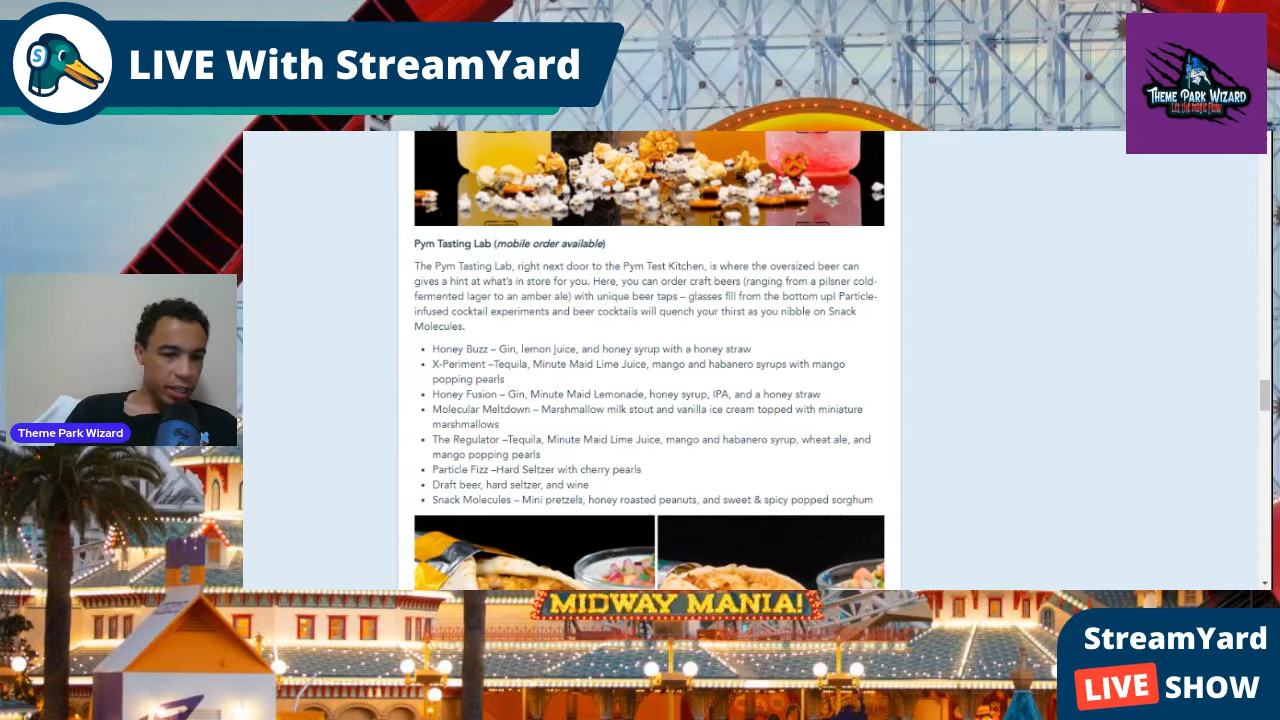 LIVE With StreamYard
S
THEME PARK WIZARD
LET THE MAGIC FLOW
Pym Tasting Lab (mobile order available)
The Pym Tasting Lab, right next door to the Pym Test Kitchen, is where the oversized beer can
gives a hint at what's in store for you. Here, you can order craft beers (ranging from a pilsner cold-
fermented lager to an amber ale) with unique beer taps – glasses fill from the bottom up! Particle-
infused cocktail experiments and beer cocktails will quench your thirst as you nibble on Snack
Molecules.
• Honey Buzz – Gin, lemon juice, and honey syrup with a honey straw
• X-Periment –Tequila, Minute Maid Lime Juice, mango and habanero syrups with mango
popping pearls
• Honey Fusion – Gin, Minute Maid Lemonade, honey syrup, IPA, and a honey straw
• Molecular Meltdown – Marshmallow milk stout and vanilla ice cream topped with miniature
marshmallows
• The Regulator –Tequila, Minute Maid Lime Juice, mango and habanero syrup, wheat ale, and
mango popping pearls
• Particle Fizz –Hard Seltzer with cherry pearls
• Draft beer, hard seltzer, and wine
• Snack Molecules – Mini pretzels, honey roasted peanuts, and sweet & spicy popped sorghum
Theme Park Wizard
MIDWAY MANIA!
StreamYard
LIVE SHOW